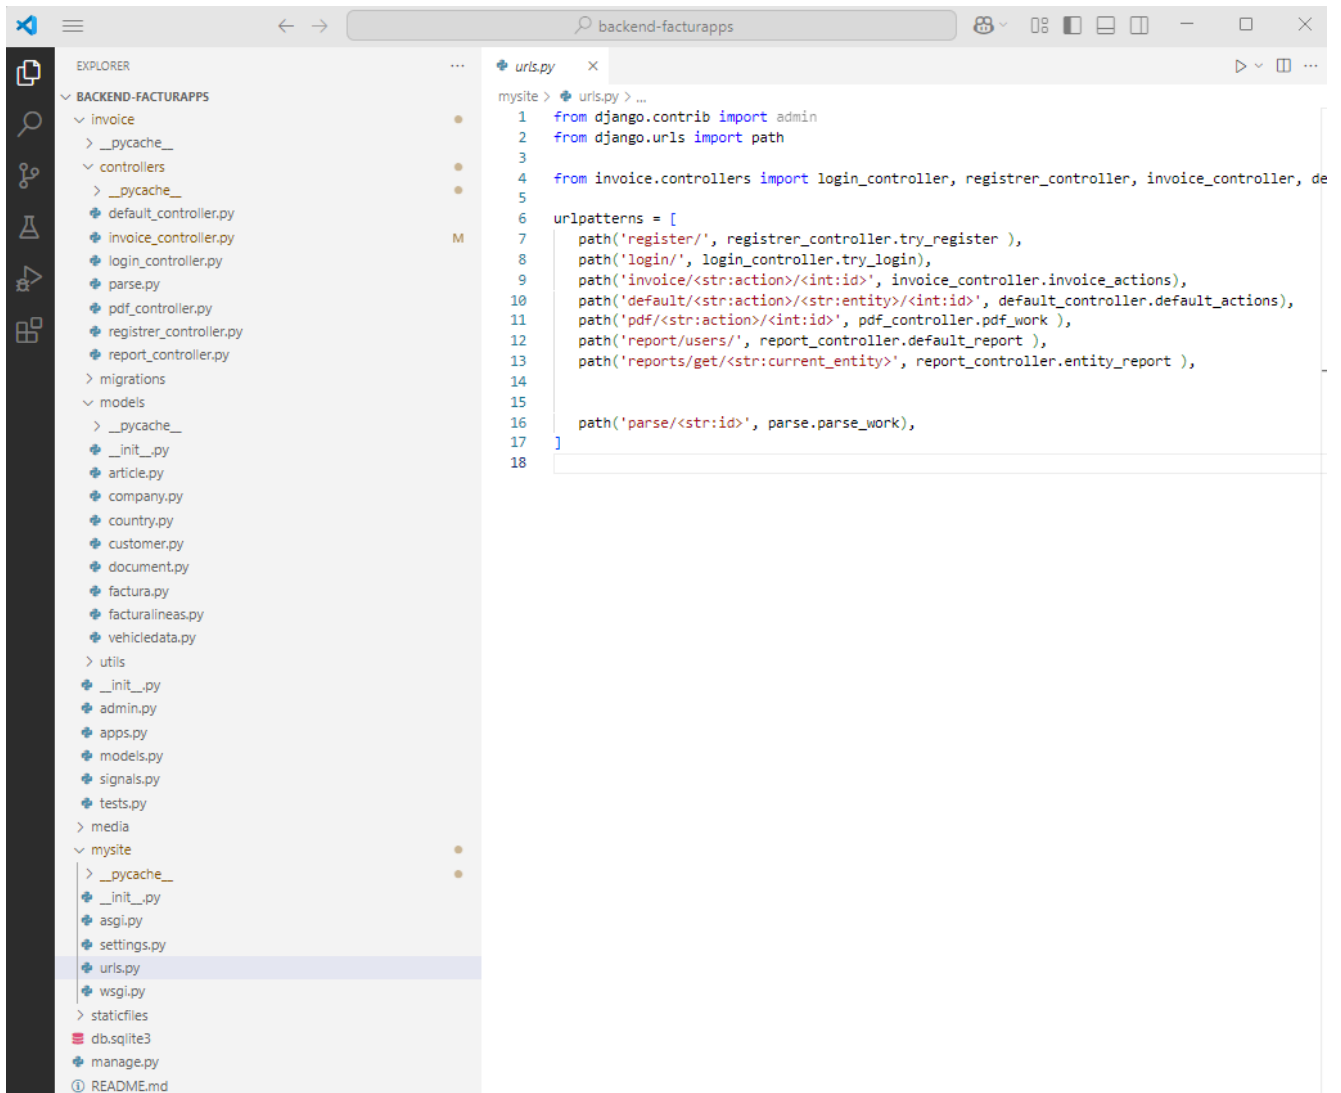 backend-facturapps
EXPLORER
BACKEND-FACTURAPPS
invoice
__pycache__
controllers
__pycache__
default_controller.py
invoice_controller.py M
login_controller.py
parse.py
pdf_controller.py
registrer_controller.py
report_controller.py
migrations
models
__pycache__
__init__.py
article.py
company.py
country.py
customer.py
document.py
factura.py
facturalineas.py
vehicledata.py
utils
__init__.py
admin.py
apps.py
models.py
signals.py
tests.py
media
mysite
__pycache__
__init__.py
asgi.py
settings.py
urls.py
wsgi.py
staticfiles
db.sqlite3
manage.py
README.md
urls.py
mysite > urls.py > ...
1 from django.contrib import admin
2 from django.urls import path
3
4 from invoice.controllers import login_controller, registrer_controller, invoice_controller, de
5
6 urlpatterns = [
7 path('register/', registrer_controller.try_register ),
8 path('login/', login_controller.try_login),
9 path('invoice/<str:action>/<int:id>', invoice_controller.invoice_actions),
10 path('default/<str:action>/<str:entity>/<int:id>', default_controller.default_actions),
11 path('pdf/<str:action>/<int:id>', pdf_controller.pdf_work ),
12 path('report/users/', report_controller.default_report ),
13 path('reports/get/<str:current_entity>', report_controller.entity_report ),
14
15
16 path('parse/<str:id>', parse.parse_work),
17 ]
18